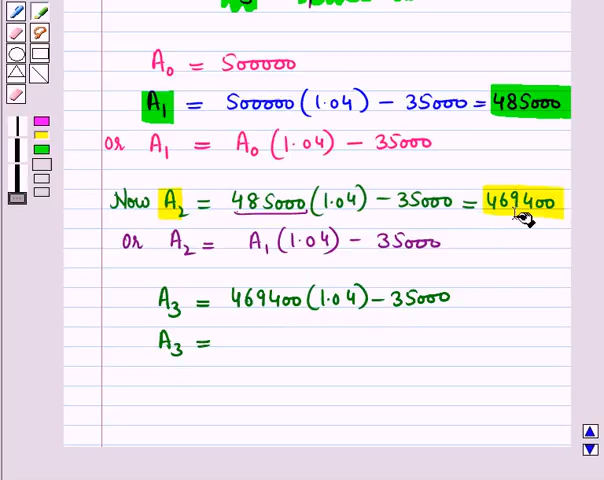 A₀ = 500000
A₁ = 500000(1.04) - 35000 = 485000
or A₁ = A₀(1.04) - 35000
Now A₂ = 485000(1.04) - 35000 = 469400
or A₂ = A₁(1.04) - 35000
A₃ = 469400(1.04) - 35000
A₃ =